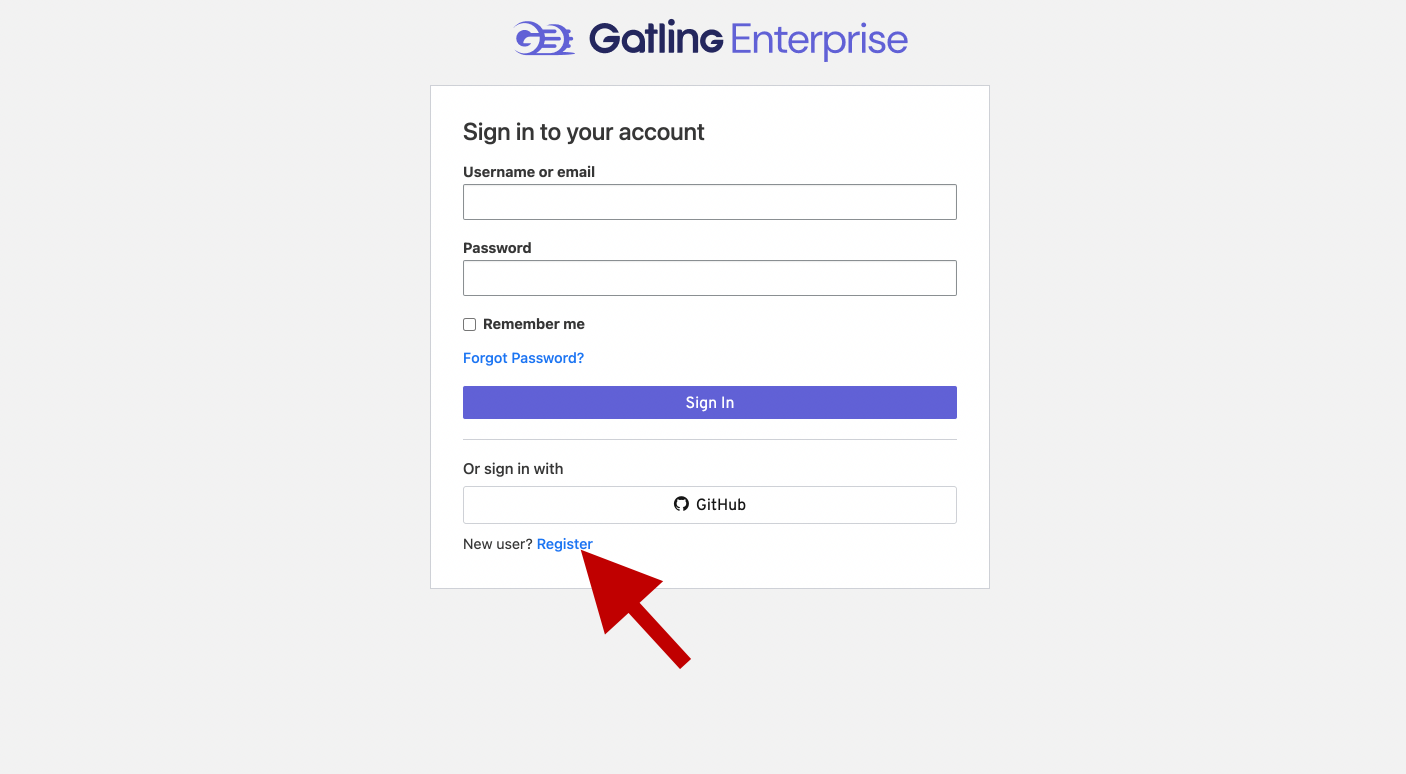 Gatling Enterprise
Sign in to your account
Username or email
Password
Remember me
Forgot Password?
Sign In
Or sign in with
GitHub
New user? Register